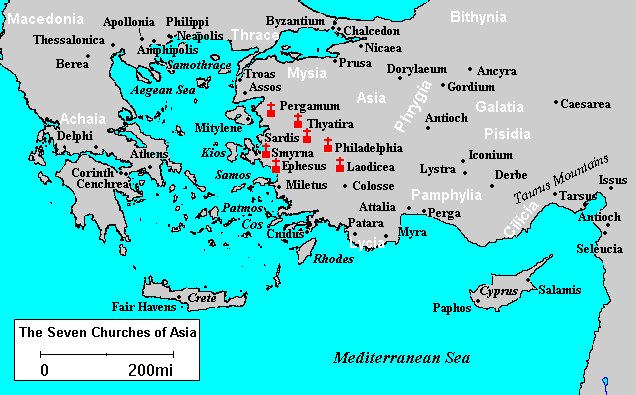 Macedonia
Apollonia
Philippi
Neapolis
Thessalonica
Amphipolis
Berea
Samothrace
Aegean Sea
Thrace
Byzantium
Chalcedon
Nicaea
Prusa
Bithynia
Troas
Assos
Mysia
Dorylaeum
Ancyra
Gordium
Asia
Phrygia
Galatia
Caesarea
Pergamum
Thyatira
Mitylene
Sardis
Philadelphia
Antioch
Pisidia
Achaia
Delphi
Athens
Corinth
Cenchrea
Kios
Smyrna
Ephesus
Laodicea
Iconium
Lystra
Derbe
Taurus Mountains
Issus
Samos
Miletus
Colosse
Pamphylia
Tarsus
Patmos
Cos
Cnidus
Attalia
Perga
Cilicia
Antioch
Seleucia
Patara
Myra
Lycia
Rhodes
Crete
Fair Havens
Cyprus
Salamis
Paphos
Mediterranean Sea
The Seven Churches of Asia
0 200mi